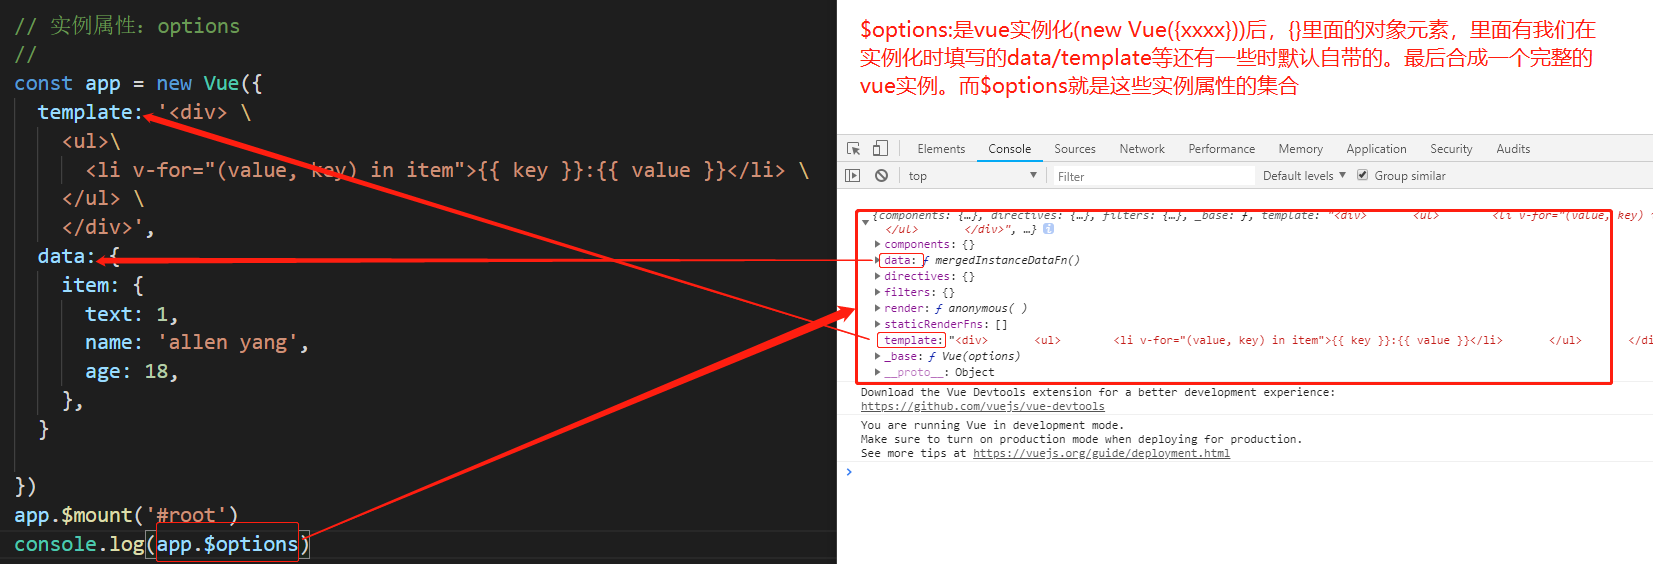 // 实例属性：options
//
const app = new Vue({
template: '<div> \
<ul>\
<li v-for="(value, key) in item">{{ key }}:{{ value }}</li> \
</ul> \
</div>',
data: {
item: {
text: 1,
name: 'allen yang',
age: 18,
},
}
})
app.$mount('#root')
console.log(app.$options)
$options:是vue实例化(new Vue({xxxx}))后，{}里面的对象元素，里面有我们在
实例化时填写的data/template等还有一些时默认自带的。最后合成一个完整的
vue实例。而$options就是这些实例属性的集合
Elements Console Sources Network Performance Memory Application Security Audits
top Filter Default levels ▼ Group similar
{components: {…}, directives: {…}, filters: {…}, _base: ƒ, template: "<div> <ul> <li v-for="(value, key)
</ul> </div>", …}
components: {}
data: ƒ mergedInstanceDataFn()
directives: {}
filters: {}
render: ƒ anonymous( )
staticRenderFns: []
template: "<div> <ul> <li v-for="(value, key) in item">{{ key }}:{{ value }}</li> </ul> </di
_base: ƒ Vue(options)
__proto__: Object
Download the Vue Devtools extension for a better development experience:
https://github.com/vuejs/vue-devtools
You are running Vue in development mode.
Make sure to turn on production mode when deploying for production.
See more tips at https://vuejs.org/guide/deployment.html